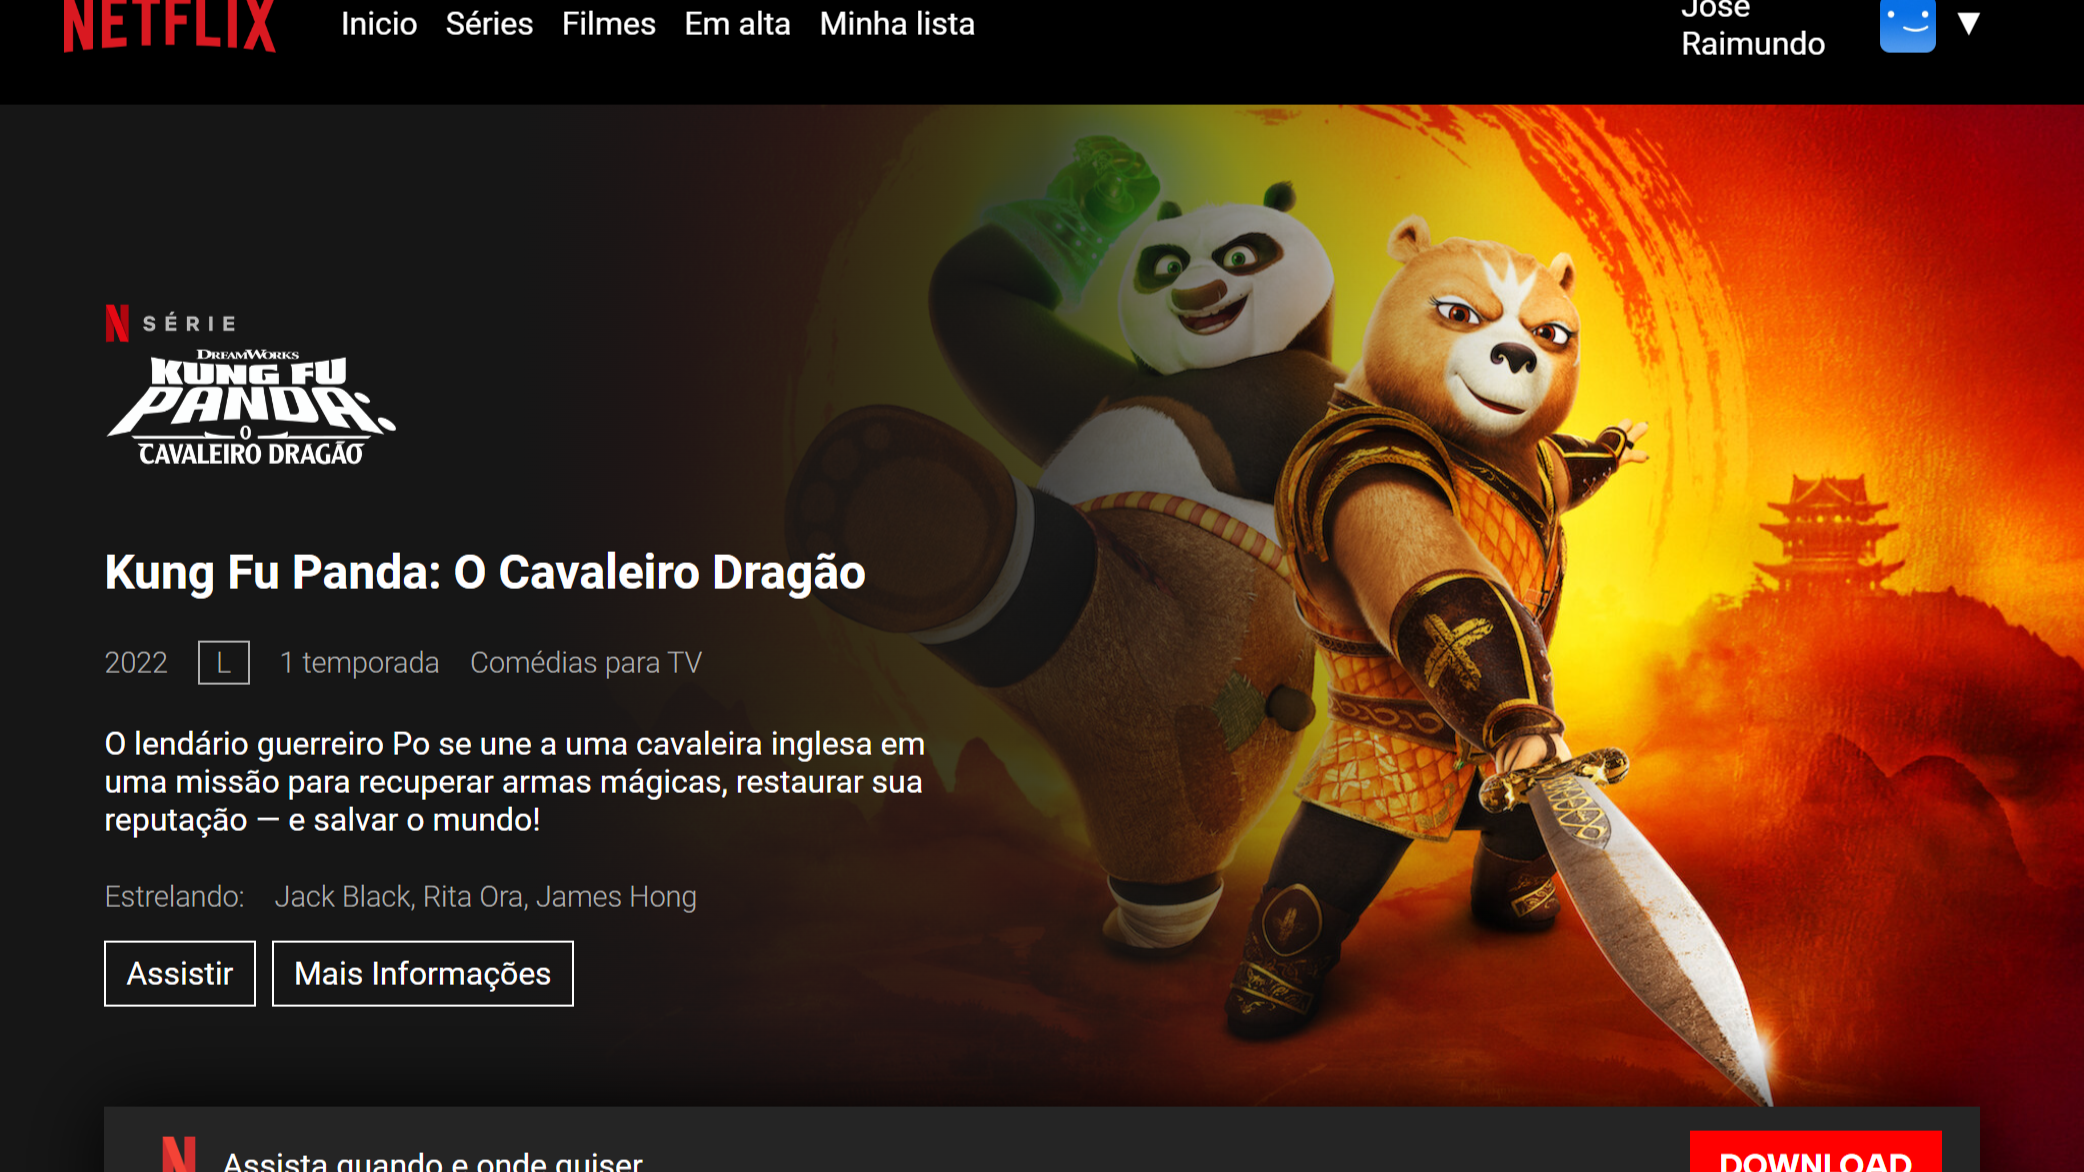 NETFLIX
Inicio Séries Filmes Em alta Minha lista
José
Raimundo
N SÉRIE
DREAMWORKS
KUNG FU
PANDA:
O
CAVALEIRO DRAGÃO
Kung Fu Panda: O Cavaleiro Dragão
2022 L 1 temporada Comédias para TV
O lendário guerreiro Po se une a uma cavaleira inglesa em
uma missão para recuperar armas mágicas, restaurar sua
reputação — e salvar o mundo!
Estrelando: Jack Black, Rita Ora, James Hong
Assistir Mais Informações
N Assista quando e onde quiser
DOWNLOAD